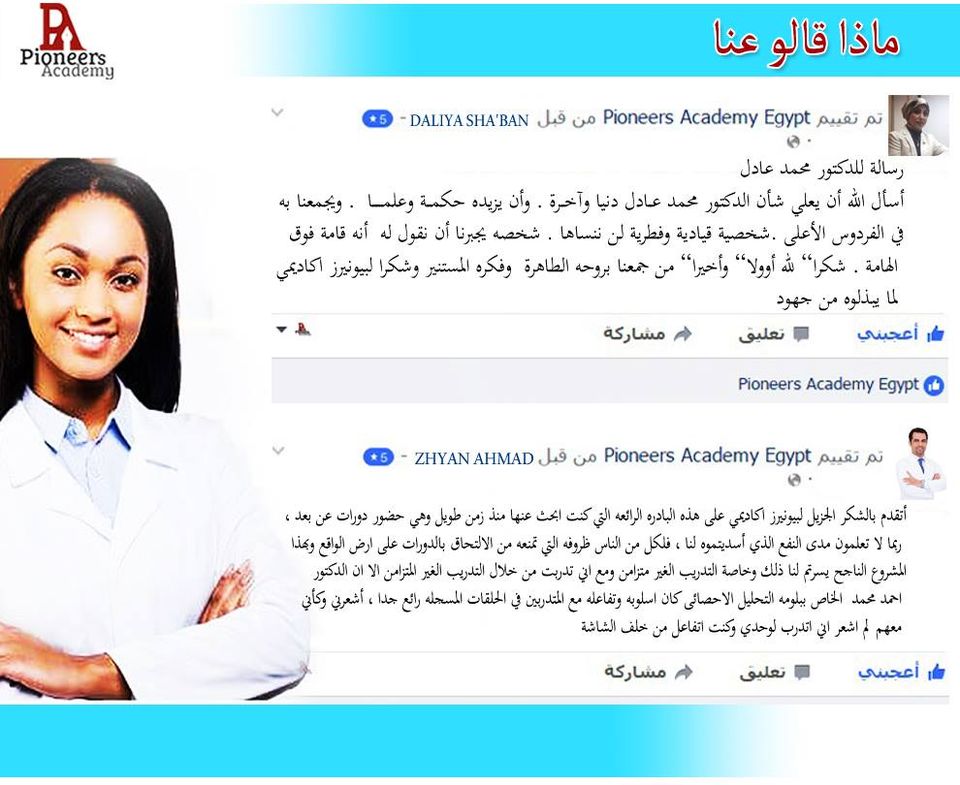 Pioneers
Academy
ماذا قالو عنا
تم تقييم Pioneers Academy Egypt من قبل DALIYA SHA'BAN - 5★
رسالة للدكتور محمد عادل
أسأل الله أن يعلي شأن الدكتور محمد عادل دنيا وآخرة . وأن يزيده حكمة وعلما . ويجمعنا به
في الفردوس الأعلى .شخصية قيادية وفطرية لن ننساها . شخصه يجبرنا أن نقول له أنه قامة فوق
الهامة . شكرا“ لله أوولا“ وأخيرا“ من جمعنا بروحه الطاهرة وفكره المستنير وشكرا لبيونيرز اكاديمي
لما يبذلوه من جهود
أعجبني تعليق مشاركة
Pioneers Academy Egypt
تم تقييم Pioneers Academy Egypt من قبل ZHYAN AHMAD - 5★
أتقدم بالشكر الجزيل لبيونيرز اكاديمي على هذه البادره الرائعه التي كنت ابحث عنها منذ زمن طويل وهي حضور دورات عن بعد ،
ربما لا تعلمون مدى النفع الذي أسديتموه لنا ، فلكل من الناس ظروفه التي تمنعه من الالتحاق بالدورات على ارض الواقع وبهذا
المشروع الناجح يسرتم لنا ذلك وخاصة التدريب الغير متزامن ومع اني تدربت من خلال التدريب الغير المتزامن الا ان الدكتور
احمد محمد الخاص ببلومه التحليل الاحصائى كان اسلوبه وتفاعله مع المتدربين في الحلقات المسجله رائع جدا ، أشعرني وكأني
معهم لم اشعر اني اتدرب لوحدي وكنت اتفاعل من خلف الشاشة
أعجبني تعليق مشاركة